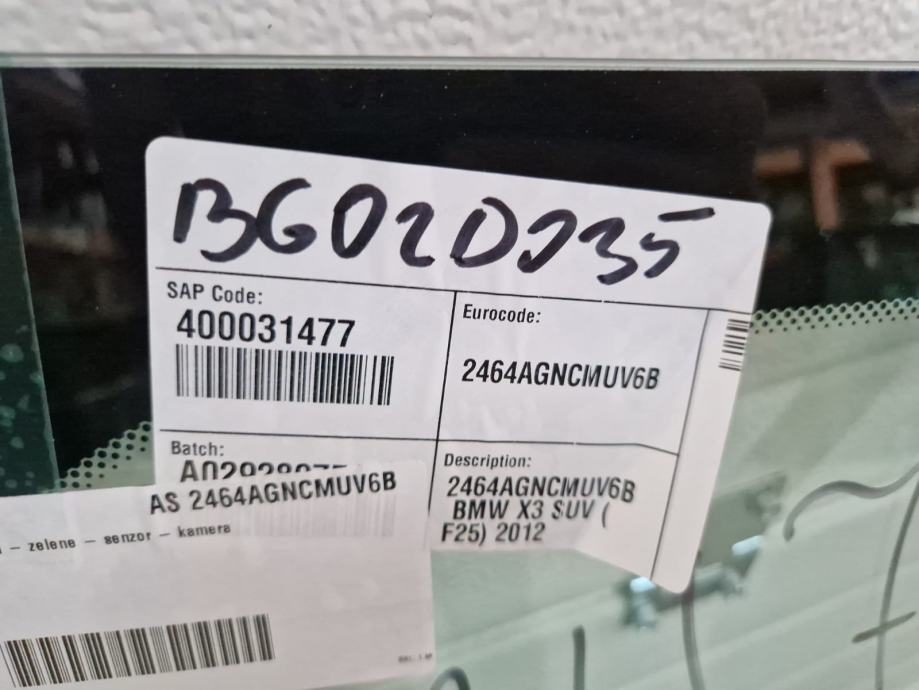 BG02D235
SAP Code:
400031477
Eurocode:
2464AGNCMUV6B
Batch:
Description:
2464AGNCMUV6B
BMW X3 SUV (
F25) 2012
AS 2464AGNCMUV6B
– zelene – senzor – kamera